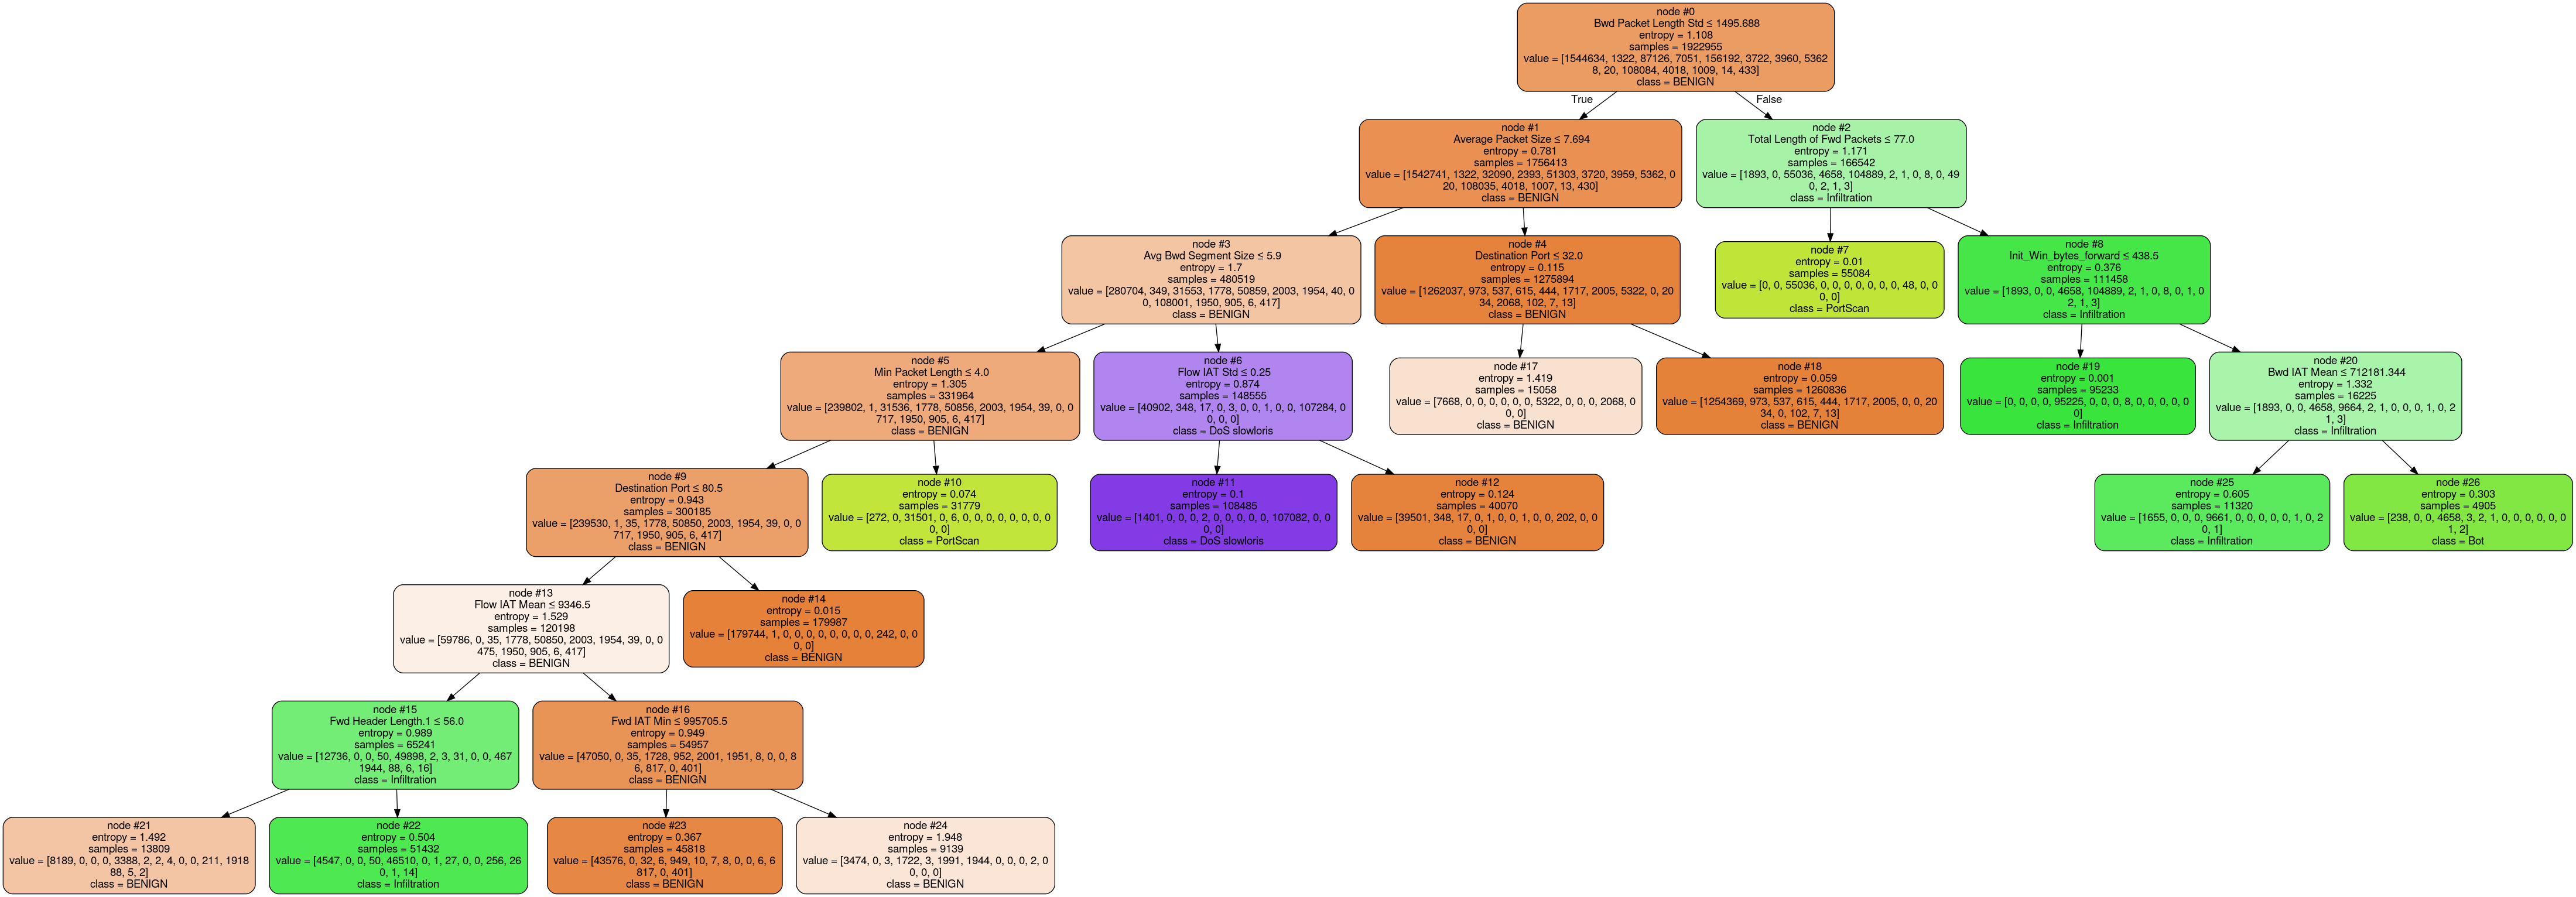 node #0
Bwd Packet Length Std ≤ 1495.688
entropy = 1.108
samples = 1922955
value = [1544634, 1322, 87126, 7051, 156192, 3722, 3960, 5362
8, 20, 108084, 4018, 1009, 14, 433]
class = BENIGN
True
False
node #1
Average Packet Size ≤ 7.694
entropy = 0.781
samples = 1756413
value = [1542741, 1322, 32090, 2393, 51303, 3720, 3959, 5362, 0
20, 108035, 4018, 1007, 13, 430]
class = BENIGN
node #2
Total Length of Fwd Packets ≤ 77.0
entropy = 1.171
samples = 166542
value = [1893, 0, 55036, 4658, 104889, 2, 1, 0, 8, 0, 49
0, 2, 1, 3]
class = Infiltration
node #3
Avg Bwd Segment Size ≤ 5.9
entropy = 1.7
samples = 480519
value = [280704, 349, 31553, 1778, 50859, 2003, 1954, 40, 0
0, 108001, 1950, 905, 6, 417]
class = BENIGN
node #4
Destination Port ≤ 32.0
entropy = 0.115
samples = 1275894
value = [1262037, 973, 537, 615, 444, 1717, 2005, 5322, 0, 20
34, 2068, 102, 7, 13]
class = BENIGN
node #7
entropy = 0.01
samples = 55084
value = [0, 0, 55036, 0, 0, 0, 0, 0, 0, 0, 48, 0, 0
0, 0]
class = PortScan
node #8
Init_Win_bytes_forward ≤ 438.5
entropy = 0.376
samples = 111458
value = [1893, 0, 0, 4658, 104889, 2, 1, 0, 8, 0, 1, 0
2, 1, 3]
class = Infiltration
node #5
Min Packet Length ≤ 4.0
entropy = 1.305
samples = 331964
value = [239802, 1, 31536, 1778, 50856, 2003, 1954, 39, 0, 0
717, 1950, 905, 6, 417]
class = BENIGN
node #6
Flow IAT Std ≤ 0.25
entropy = 0.874
samples = 148555
value = [40902, 348, 17, 0, 3, 0, 0, 1, 0, 0, 107284, 0
0, 0, 0]
class = DoS slowloris
node #17
entropy = 1.419
samples = 15058
value = [7668, 0, 0, 0, 0, 0, 0, 5322, 0, 0, 0, 2068, 0
0, 0]
class = BENIGN
node #18
entropy = 0.059
samples = 1260836
value = [1254369, 973, 537, 615, 444, 1717, 2005, 0, 0, 20
34, 0, 102, 7, 13]
class = BENIGN
node #19
entropy = 0.001
samples = 95233
value = [0, 0, 0, 0, 95225, 0, 0, 0, 8, 0, 0, 0, 0, 0
0]
class = Infiltration
node #20
Bwd IAT Mean ≤ 712181.344
entropy = 1.332
samples = 16225
value = [1893, 0, 0, 4658, 9664, 2, 1, 0, 0, 0, 1, 0, 2
1, 3]
class = Infiltration
node #9
Destination Port ≤ 80.5
entropy = 0.943
samples = 300185
value = [239530, 1, 35, 1778, 50850, 2003, 1954, 39, 0, 0
717, 1950, 905, 6, 417]
class = BENIGN
node #10
entropy = 0.074
samples = 31779
value = [272, 0, 31501, 0, 6, 0, 0, 0, 0, 0, 0, 0, 0
0, 0]
class = PortScan
node #11
entropy = 0.1
samples = 108485
value = [1401, 0, 0, 0, 2, 0, 0, 0, 0, 0, 107082, 0, 0
0, 0]
class = DoS slowloris
node #12
entropy = 0.124
samples = 40070
value = [39501, 348, 17, 0, 1, 0, 0, 1, 0, 0, 202, 0, 0
0, 0]
class = BENIGN
node #25
entropy = 0.605
samples = 11320
value = [1655, 0, 0, 0, 9661, 0, 0, 0, 0, 0, 1, 0, 2
0, 1]
class = Infiltration
node #26
entropy = 0.303
samples = 4905
value = [238, 0, 0, 4658, 3, 2, 1, 0, 0, 0, 0, 0, 0
1, 2]
class = Bot
node #13
Flow IAT Mean ≤ 9346.5
entropy = 1.529
samples = 120198
value = [59786, 0, 35, 1778, 50850, 2003, 1954, 39, 0, 0
475, 1950, 905, 6, 417]
class = BENIGN
node #14
entropy = 0.015
samples = 179987
value = [179744, 1, 0, 0, 0, 0, 0, 0, 0, 0, 242, 0, 0
0, 0]
class = BENIGN
node #15
Fwd Header Length.1 ≤ 56.0
entropy = 0.989
samples = 65241
value = [12736, 0, 0, 50, 49898, 2, 3, 31, 0, 0, 467
1944, 88, 6, 16]
class = Infiltration
node #16
Fwd IAT Min ≤ 995705.5
entropy = 0.949
samples = 54957
value = [47050, 0, 35, 1728, 952, 2001, 1951, 8, 0, 0, 8
6, 817, 0, 401]
class = BENIGN
node #21
entropy = 1.492
samples = 13809
value = [8189, 0, 0, 0, 3388, 2, 2, 4, 0, 0, 211, 1918
88, 5, 2]
class = BENIGN
node #22
entropy = 0.504
samples = 51432
value = [4547, 0, 0, 50, 46510, 0, 1, 27, 0, 0, 256, 26
0, 1, 14]
class = Infiltration
node #23
entropy = 0.367
samples = 45818
value = [43576, 0, 32, 6, 949, 10, 7, 8, 0, 0, 6, 6
817, 0, 401]
class = BENIGN
node #24
entropy = 1.948
samples = 9139
value = [3474, 0, 3, 1722, 3, 1991, 1944, 0, 0, 0, 2, 0
0, 0, 0]
class = BENIGN